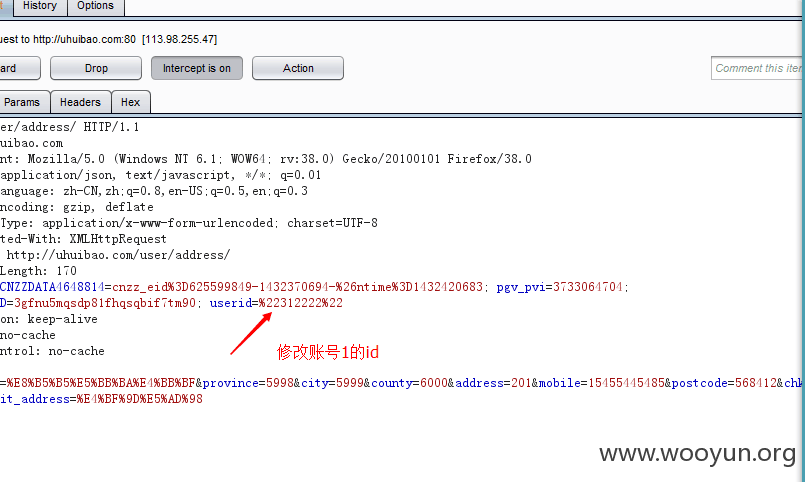 History Options
uest to http://uhuibao.com:80 [113.98.255.47]
ard Drop Intercept is on Action Comment this iter
Params Headers Hex
er/address/ HTTP/1.1
uibao.com
nt: Mozilla/5.0 (Windows NT 6.1; WOW64; rv:38.0) Gecko/20100101 Firefox/38.0
application/json, text/javascript, */*; q=0.01
anguage: zh-CN,zh;q=0.8,en-US;q=0.5,en;q=0.3
ncoding: gzip, deflate
Type: application/x-www-form-urlencoded; charset=UTF-8
ted-With: XMLHttpRequest
http://uhuibao.com/user/address/
Length: 170
CNZZDATA4648814=cnzz_eid%3D625599849-1432370694-%26ntime%3D1432420683; pgv_pvi=3733064704;
D=3gfnu5mqsdp81fhqsqbif7tm90; userid=%22312222%22
on: keep-alive
no-cache
ntrol: no-cache
修改账号1的id
=%E8%B5%B5%E5%BB%BA%E4%BB%BF&province=5998&city=5999&county=6000&address=201&mobile=15455445485&postcode=568412&chk
it_address=%E4%BF%9D%E5%AD%98
www.wooyun.org